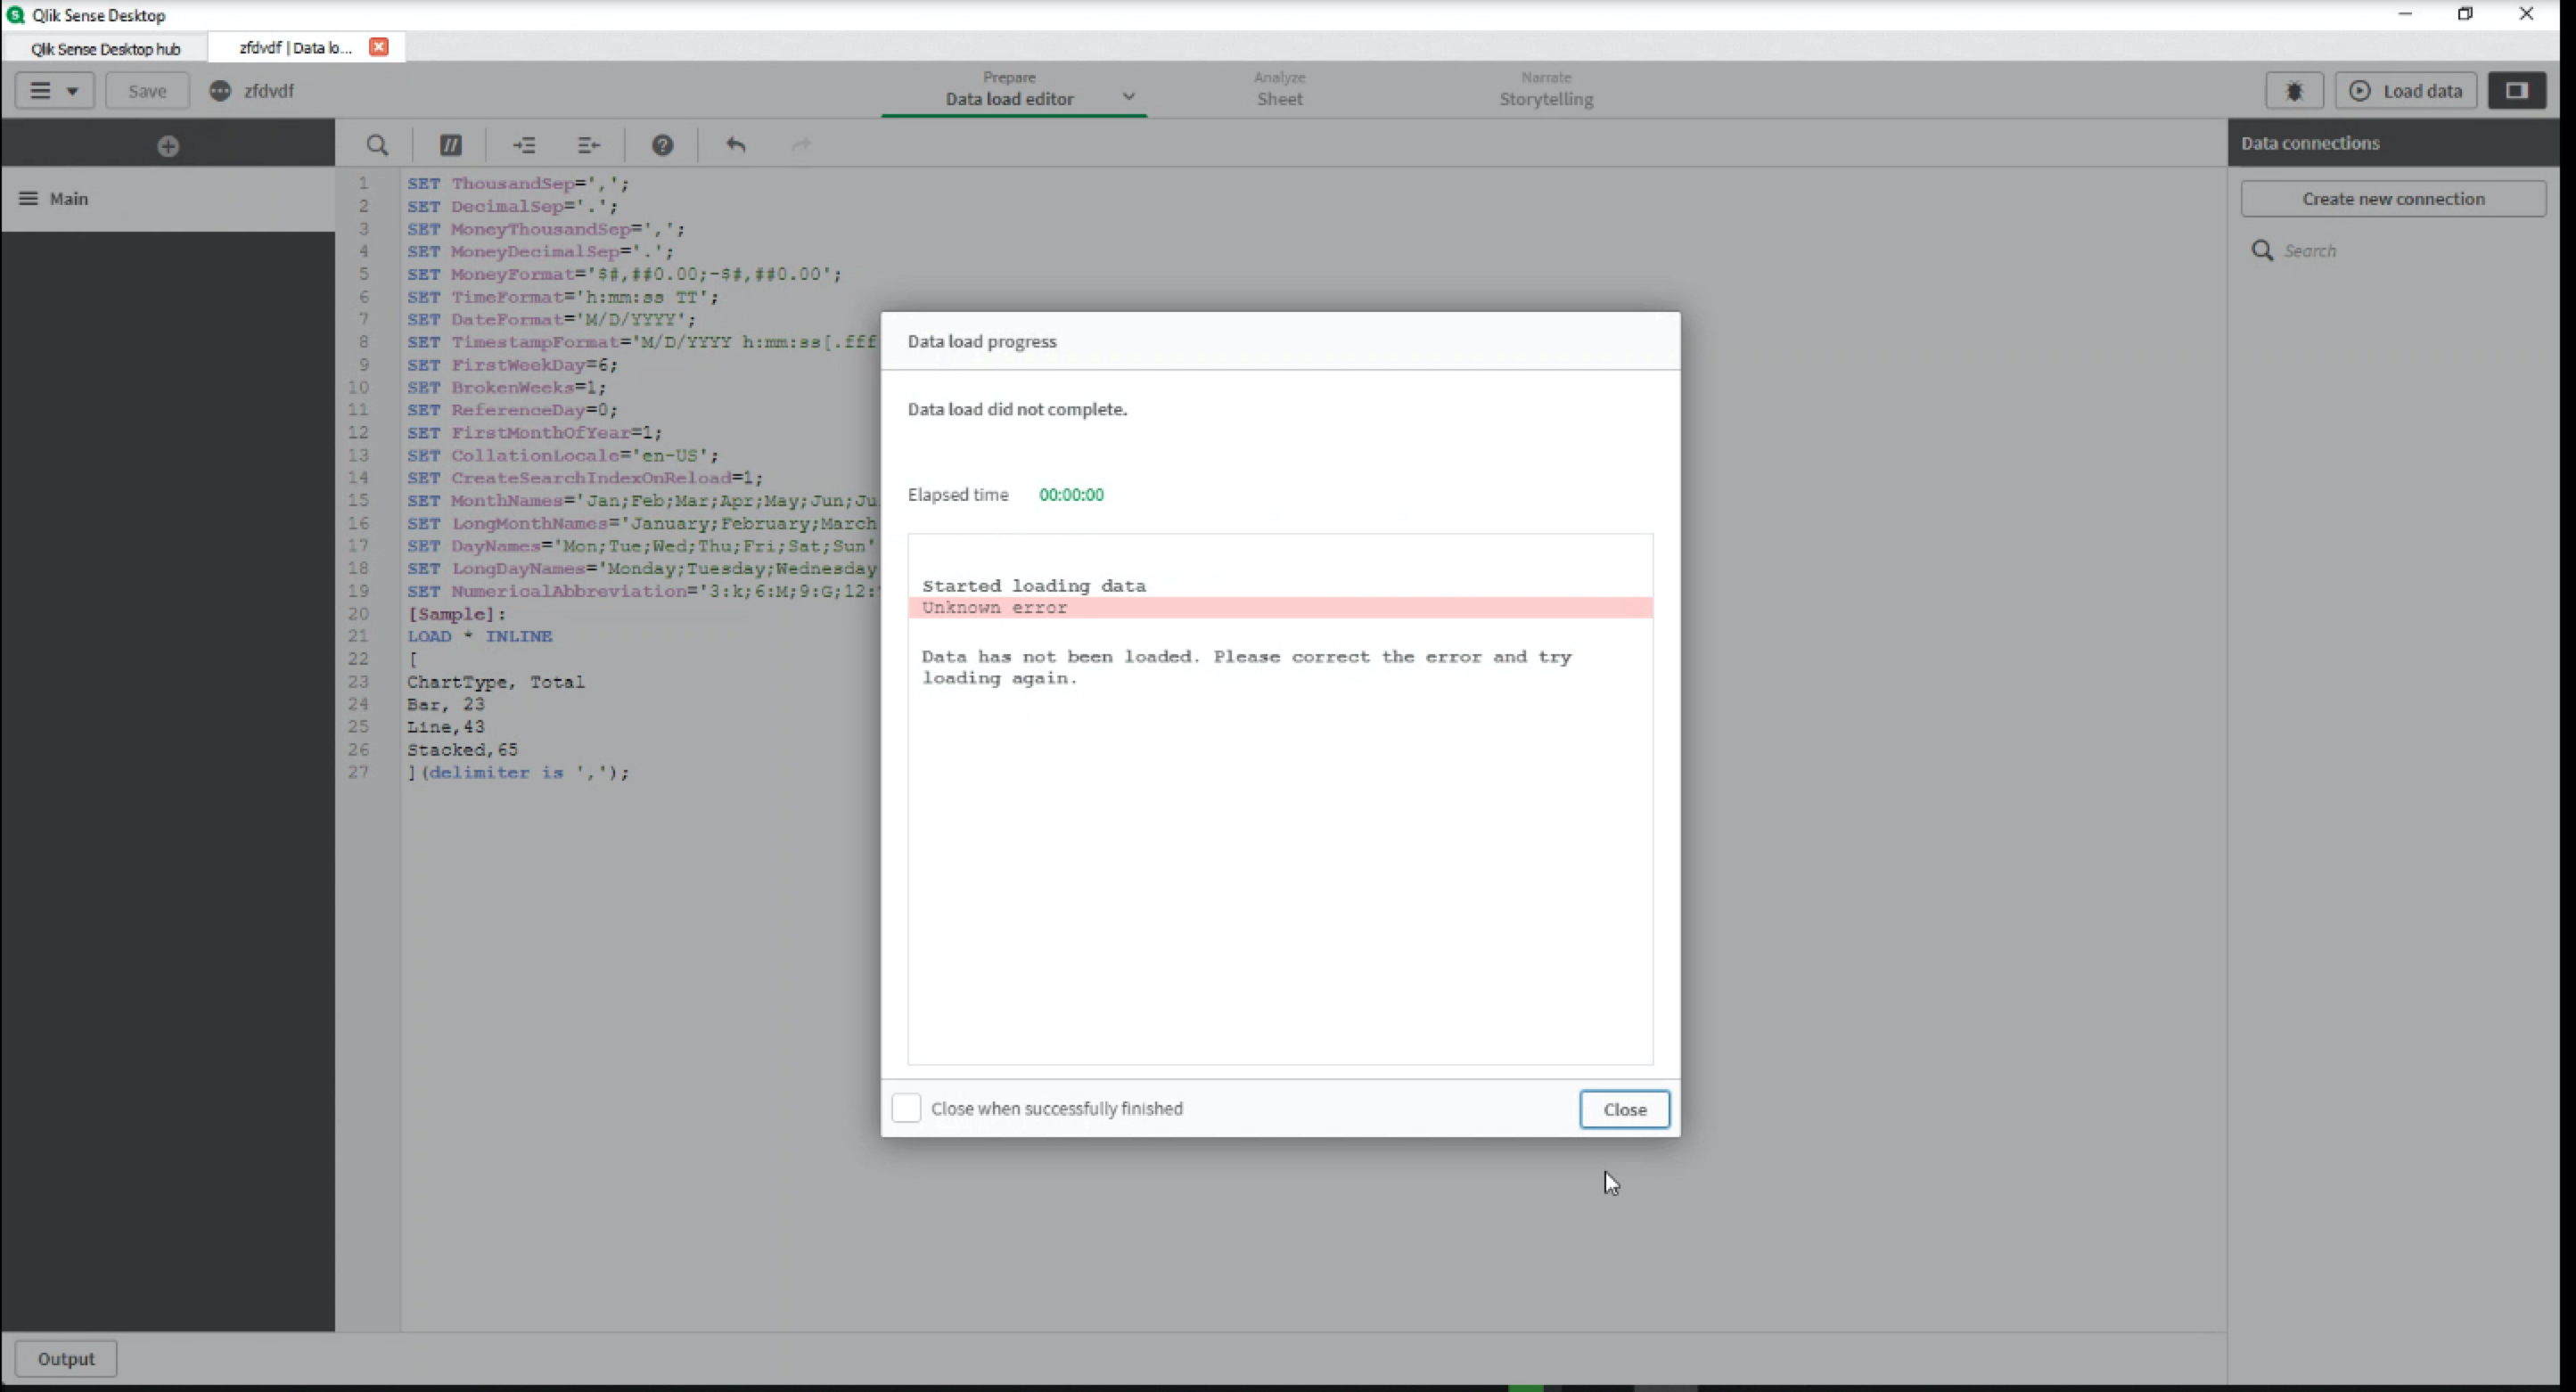 Qlik Sense Desktop
Qlik Sense Desktop hub
zfdvdf | Data lo...
Save
zfdvdf
Prepare
Data load editor
Analyze
Sheet
Narrate
Storytelling
Load data
Data connections
Create new connection
Search
Main
1 SET ThousandSep=',';
2 SET DecimalSep='.';
3 SET MoneyThousandSep=',';
4 SET MoneyDecimalSep='.';
5 SET MoneyFormat='$#,##0.00;-$#,##0.00';
6 SET TimeFormat='h:mm:ss TT';
7 SET DateFormat='M/D/YYYY';
8 SET TimestampFormat='M/D/YYYY h:mm:ss[.fff
9 SET FirstWeekDay=6;
10 SET BrokenWeeks=1;
11 SET ReferenceDay=0;
12 SET FirstMonthOfYear=1;
13 SET CollationLocale='en-US';
14 SET CreateSearchIndexOnReload=1;
15 SET MonthNames='Jan;Feb;Mar;Apr;May;Jun;Ju
16 SET LongMonthNames='January;February;March
17 SET DayNames='Mon;Tue;Wed;Thu;Fri;Sat;Sun'
18 SET LongDayNames='Monday;Tuesday;Wednesday
19 SET NumericalAbbreviation='3:k;6:M;9:G;12:
20 [Sample]:
21 LOAD * INLINE
22 [
23 ChartType, Total
24 Bar, 23
25 Line,43
26 Stacked,65
27 ](delimiter is ',');
Data load progress
Data load did not complete.
Elapsed time 00:00:00
Started loading data
Unknown error
Data has not been loaded. Please correct the error and try
loading again.
Close when successfully finished
Close
Output